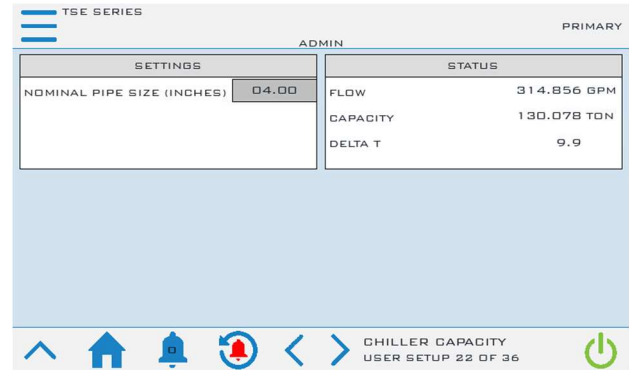 TSE SERIES
PRIMARY
ADMIN
SETTINGS
NOMINAL PIPE SIZE (INCHES) 04.00
STATUS
FLOW 314.856 GPM
CAPACITY 130.078 TON
DELTA T 9.9
0
CHILLER CAPACITY
USER SETUP 22 OF 36